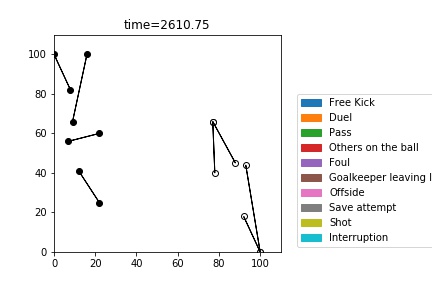 time=2610.75
100
80
60
40
20
0
0 20 40 60 80 100
Free Kick
Duel
Pass
Others on the ball
Foul
Goalkeeper leaving l
Offside
Save attempt
Shot
Interruption